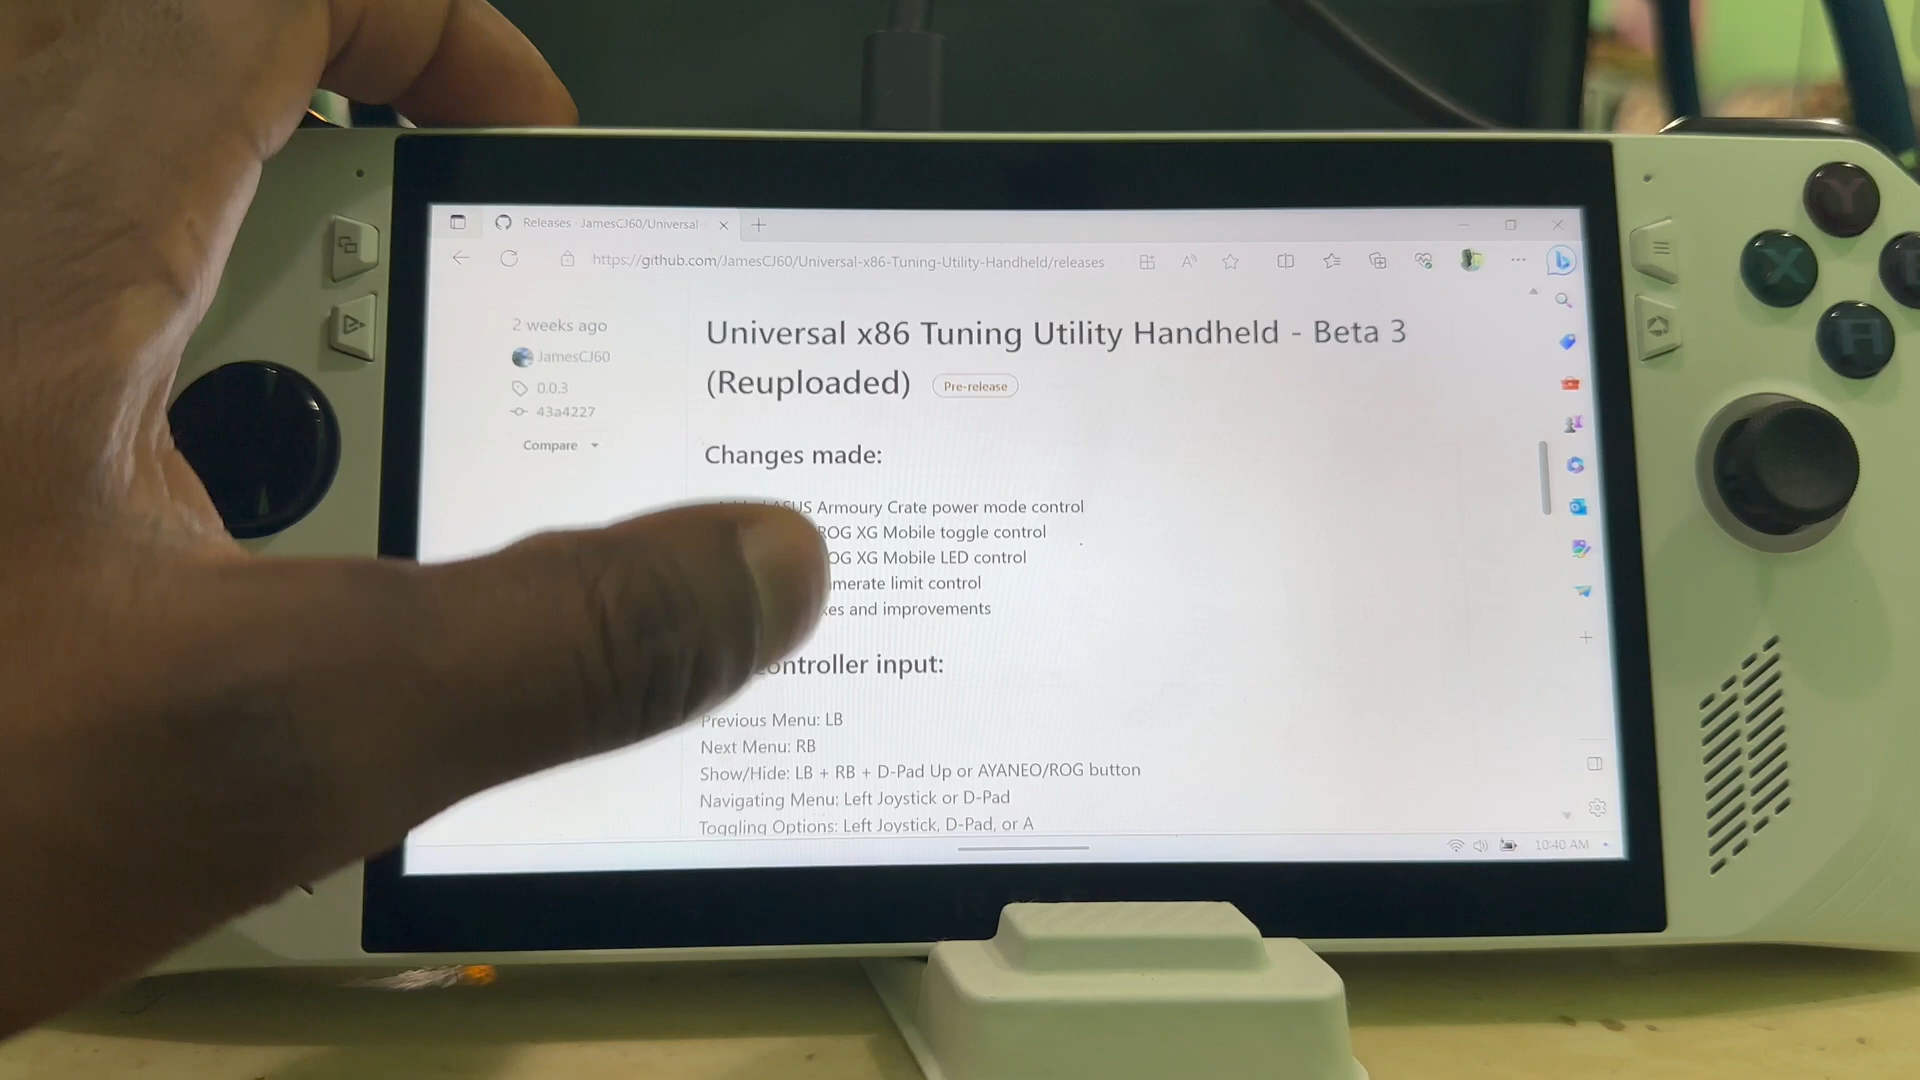 Releases · JamesCJ60/Universal-
https://github.com/JamesCJ60/Universal-x86-Tuning-Utility-Handheld/releases
2 weeks ago
JamesCJ60
0.0.3
43a4227
Compare
Universal x86 Tuning Utility Handheld - Beta 3
(Reuploaded) Pre-release
Changes made:
ASUS Armoury Crate power mode control
ROG XG Mobile toggle control
OG XG Mobile LED control
merate limit control
xes and improvements
ontroller input:
Previous Menu: LB
Next Menu: RB
Show/Hide: LB + RB + D-Pad Up or AYANEO/ROG button
Navigating Menu: Left Joystick or D-Pad
Toggling Options: Left Joystick, D-Pad, or A
10:40 AM
Y
X
A